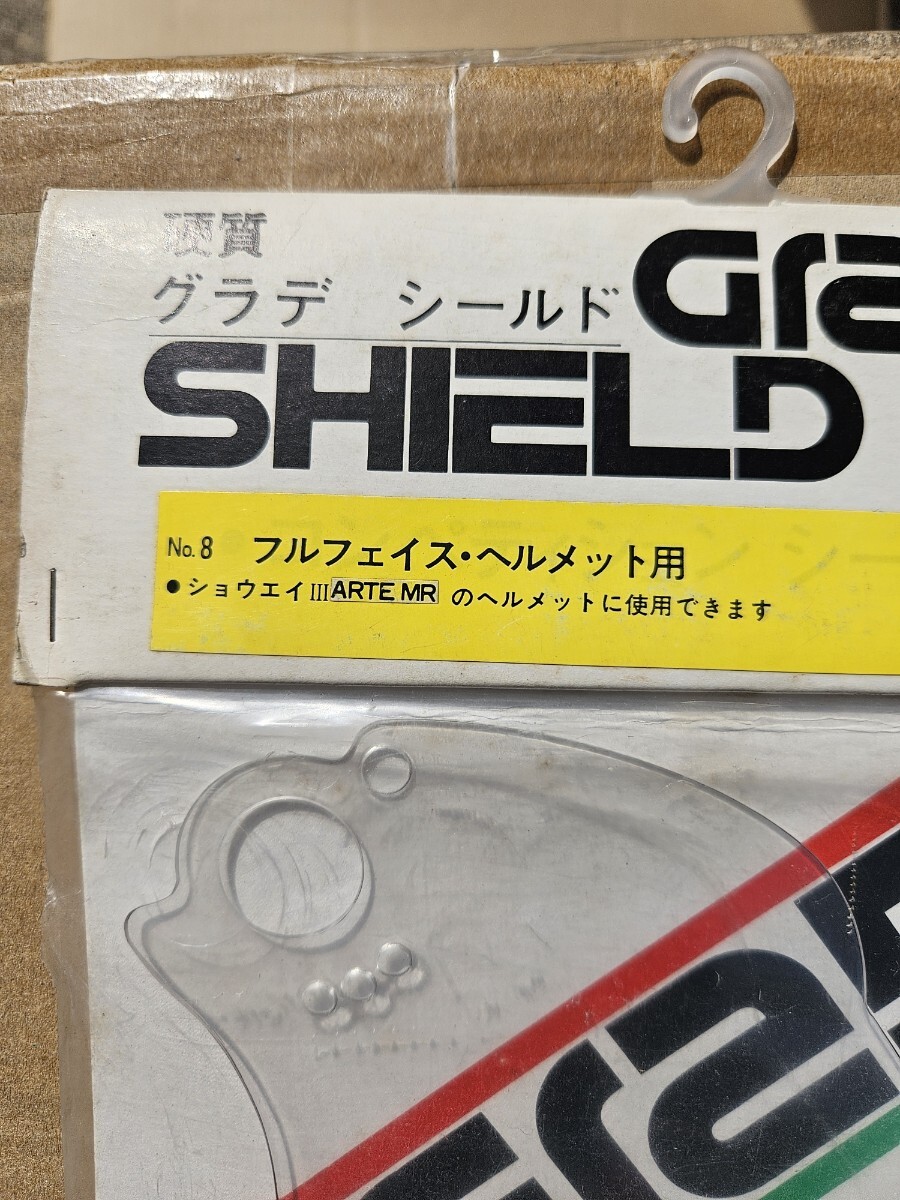 硬質
グラデ シールド Gra
SHIELD
No.8 フルフェイス・ヘルメット用
●ショウエイIII ARTE MR のヘルメットに使用できます